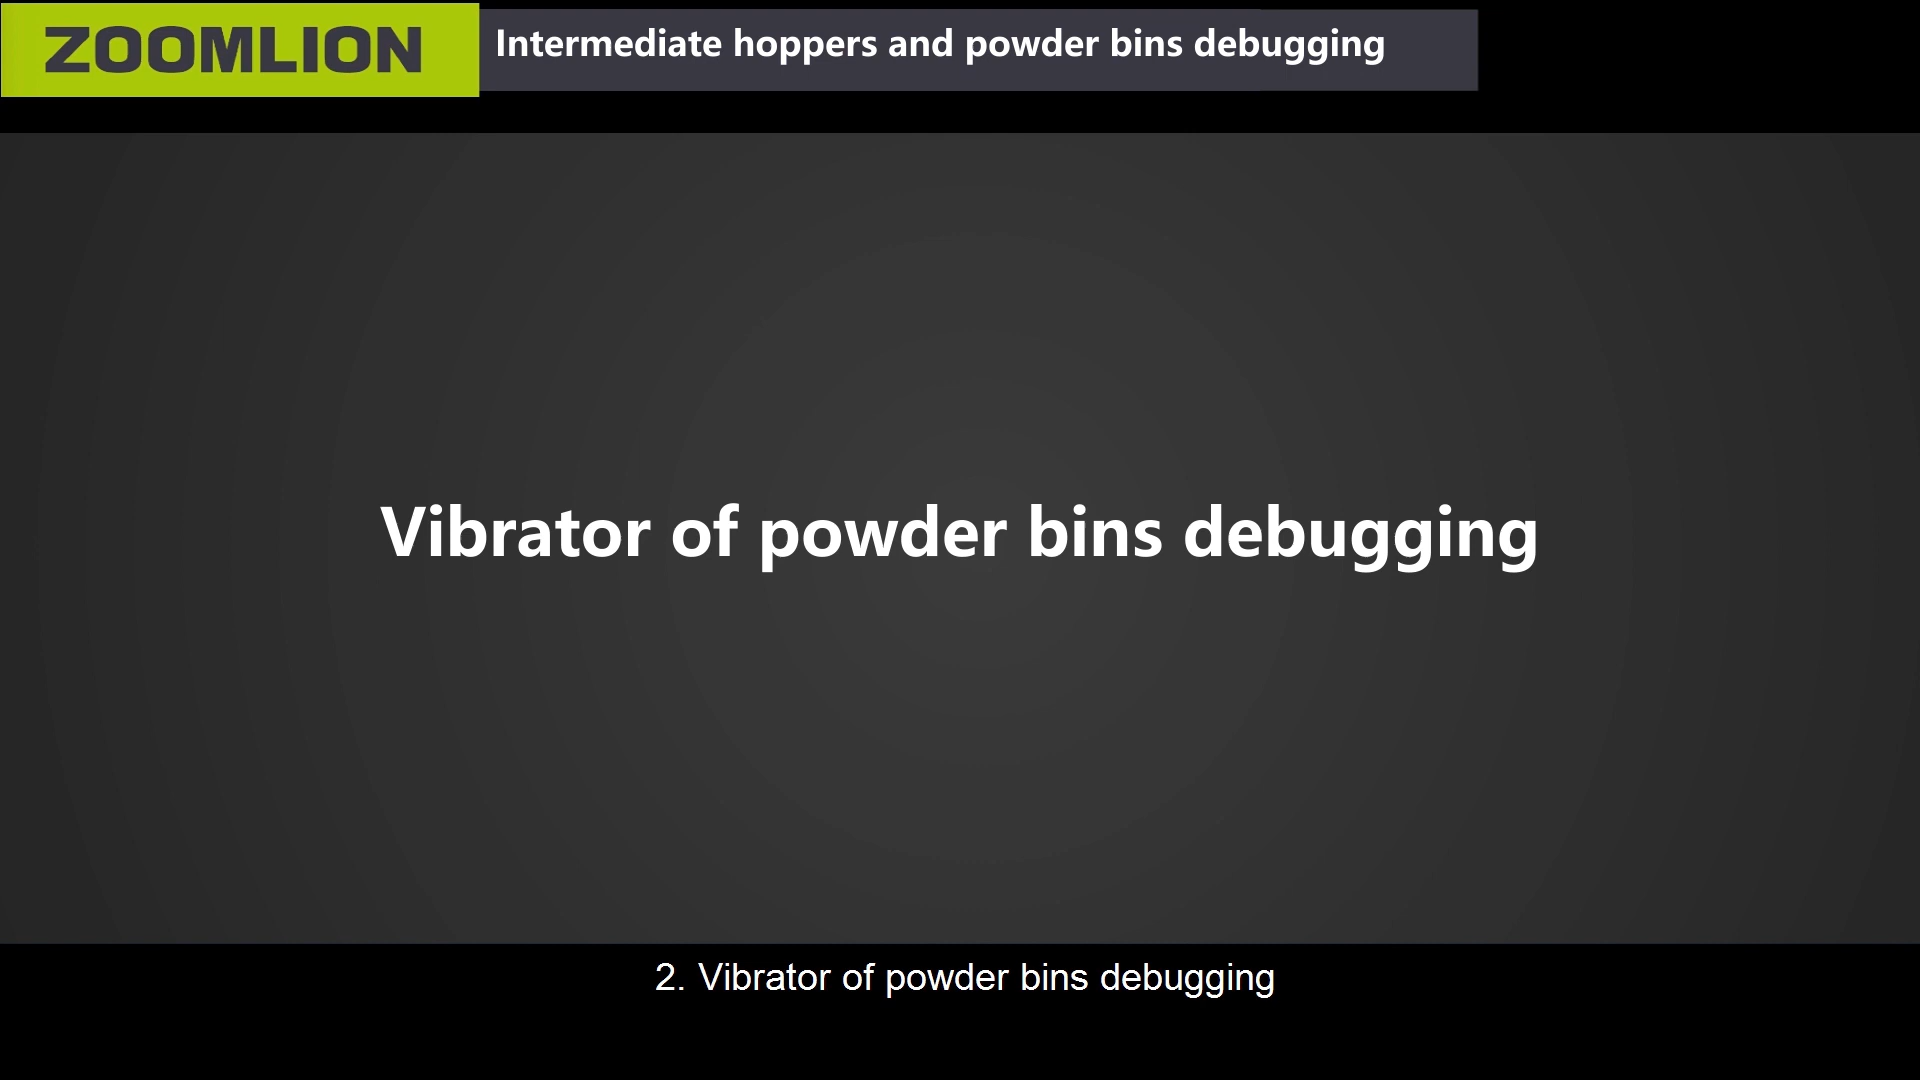 ZOOMLION
Intermediate hoppers and powder bins debugging
Vibrator of powder bins debugging
2. Vibrator of powder bins debugging